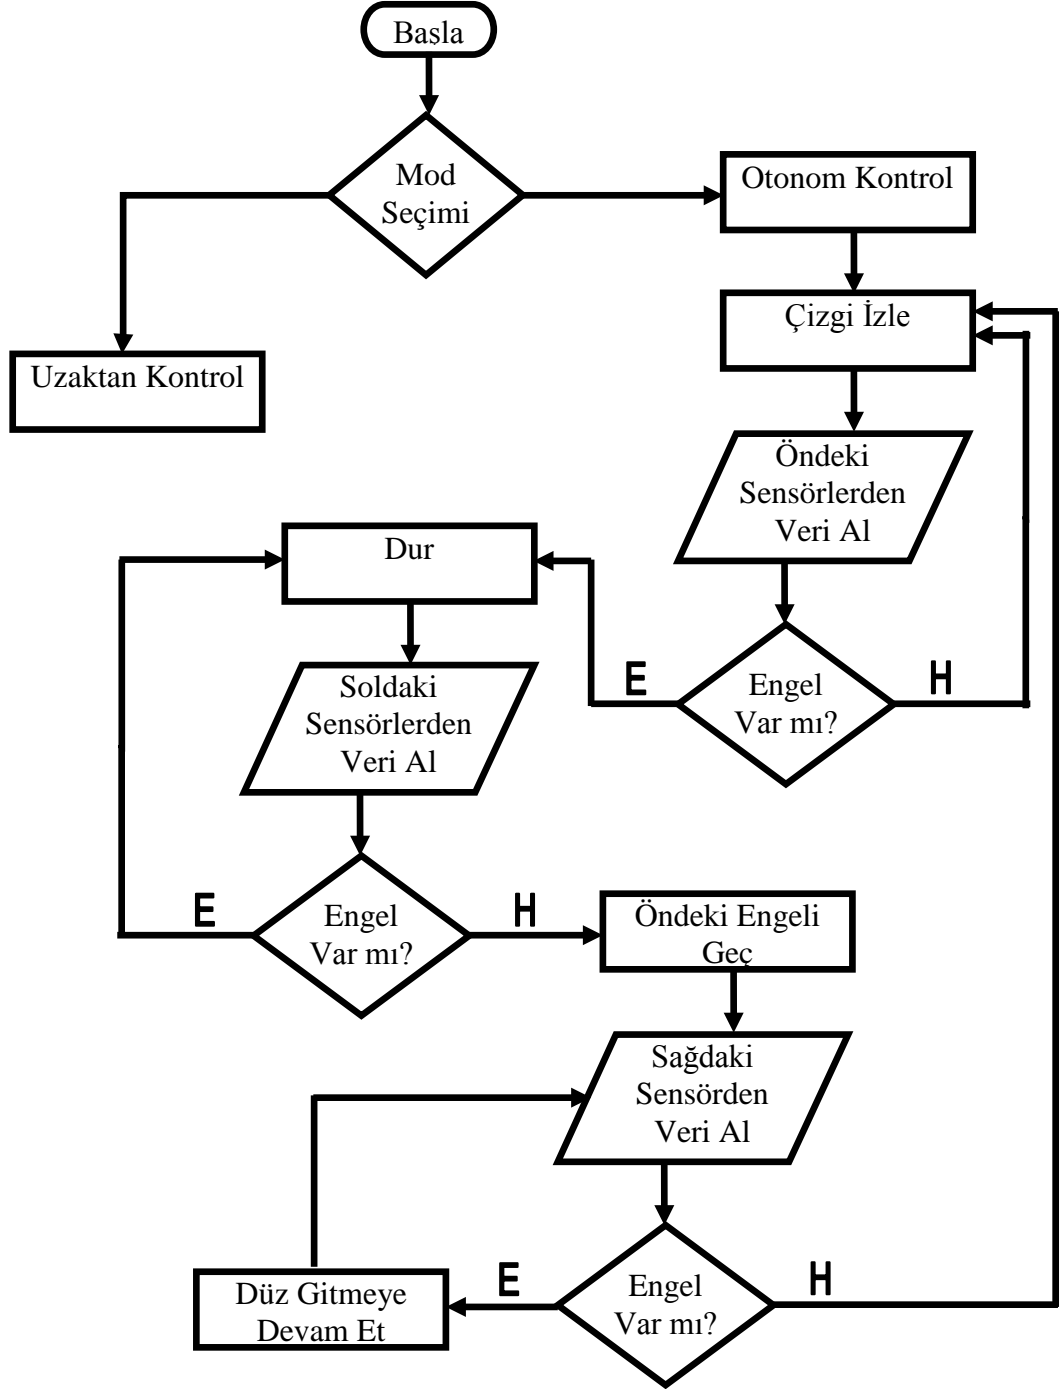 Başla
Mod
Seçimi
Otonom Kontrol
Çizgi İzle
Uzaktan Kontrol
Öndeki
Sensörlerden
Veri Al
Dur
E
Engel
Var mı?
H
Soldaki
Sensörlerden
Veri Al
E
Engel
Var mı?
H
Öndeki Engeli
Geç
Sağdaki
Sensörden
Veri Al
E
Engel
Var mı?
H
Düz Gitmeye
Devam Et